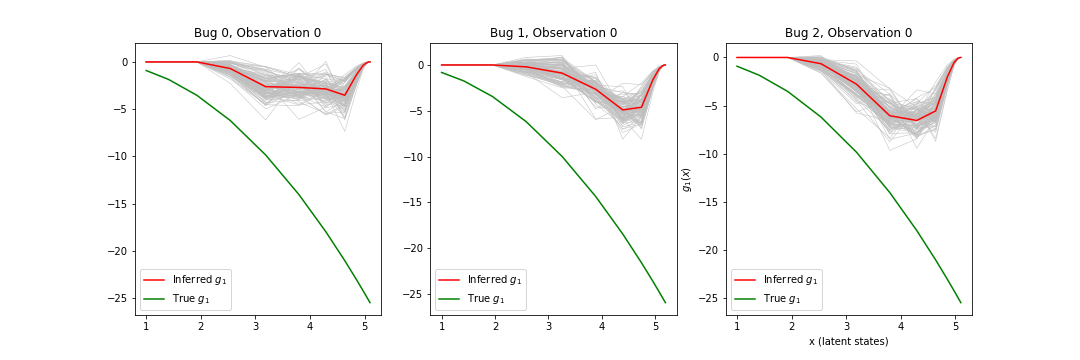 Bug 0, Observation 0
0
−5
−10
−15
−20
−25
1 2 3 4 5
Inferred g₁
True g₁
Bug 1, Observation 0
0
−5
−10
−15
−20
−25
1 2 3 4 5
Inferred g₁
True g₁
Bug 2, Observation 0
g₁(x)
0
−5
−10
−15
−20
−25
1 2 3 4 5
x (latent states)
Inferred g₁
True g₁